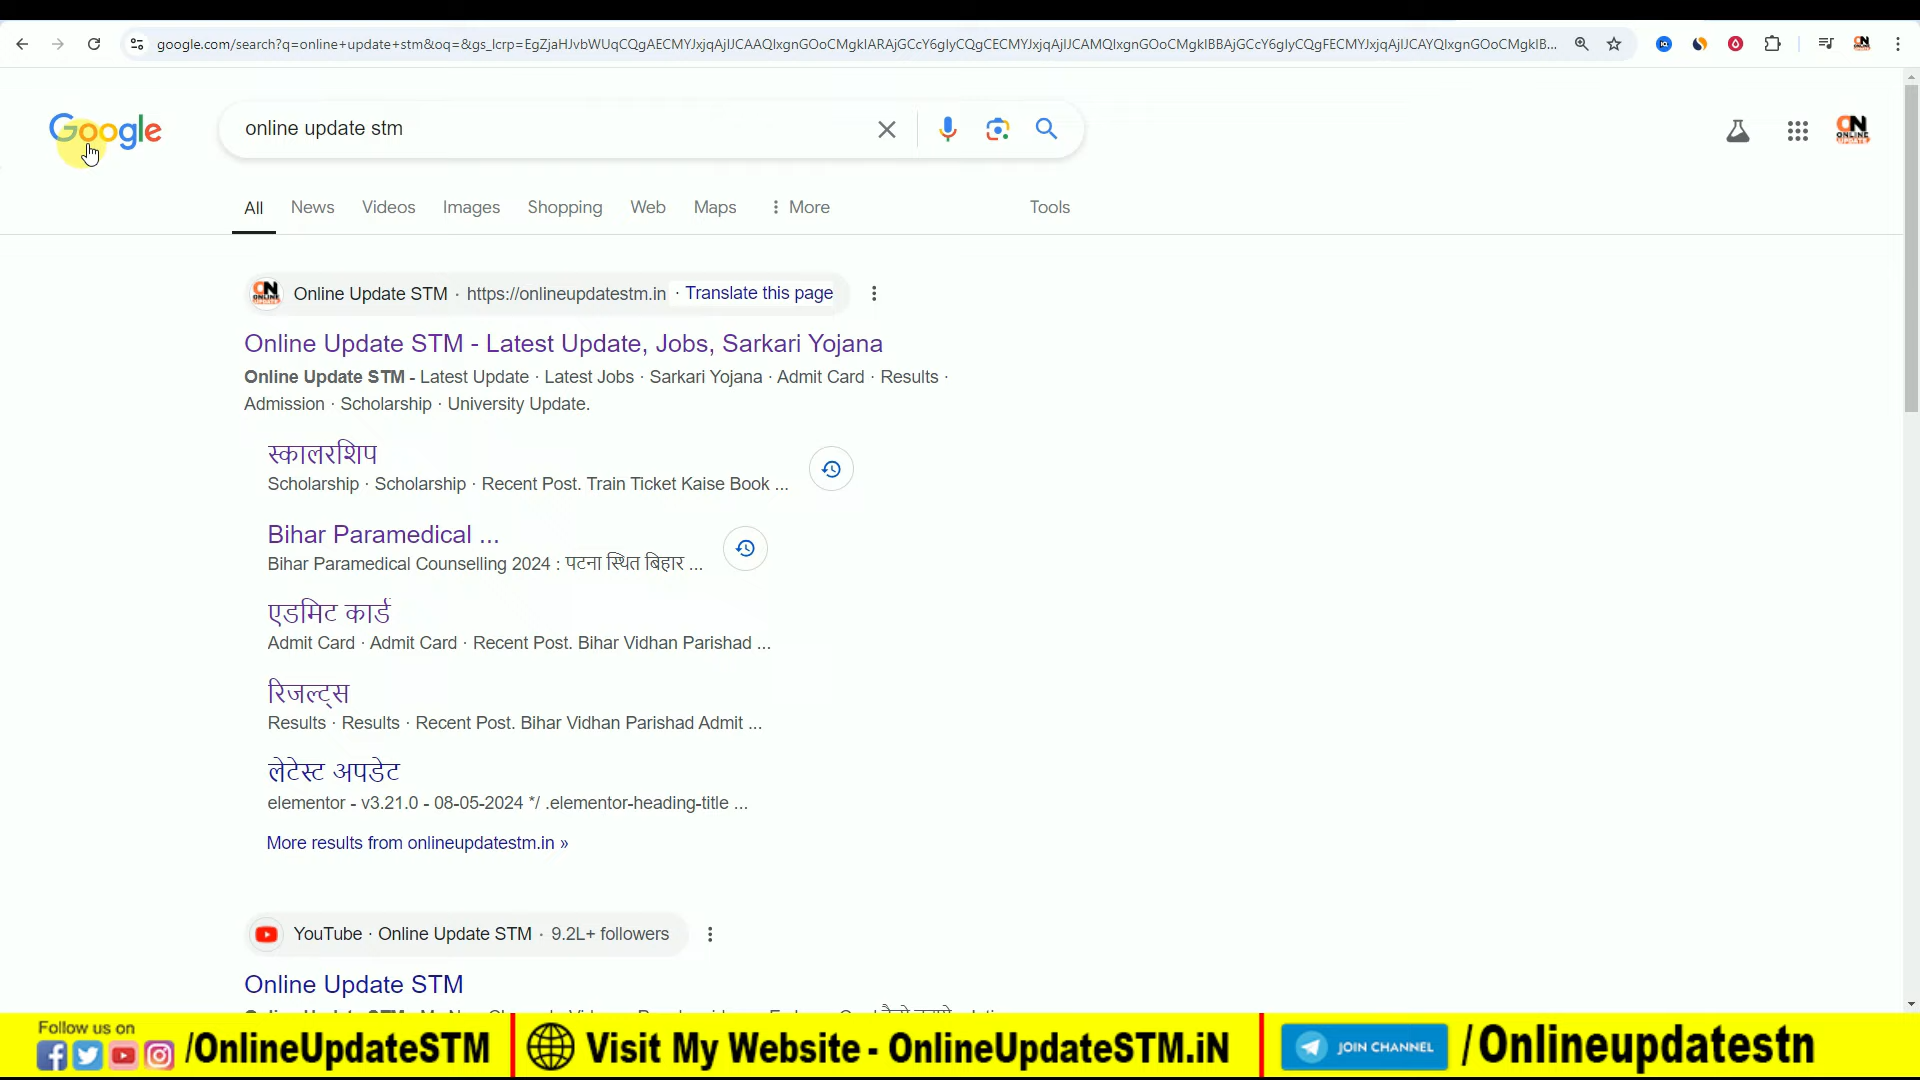 google.com/search?q=online+update+stm&oq=&gs_lcrp=EgZjaHJvbWUqCQgAECMYJxjqAjIJCAAQIxgnGOoCMgkIARAjGCcY6gIyCQgCECMYJxjqAjIJCAMQIxgnGOoCMgkIBBAjGCcY6gIyCQgFECMYJxjqAjIJCAYQIxgnGOoCMgkIB...
Google
online update stm
All News Videos Images Shopping Web Maps More Tools
Online Update STM · https://onlineupdatestm.in · Translate this page
Online Update STM - Latest Update, Jobs, Sarkari Yojana
Online Update STM - Latest Update · Latest Jobs · Sarkari Yojana · Admit Card · Results ·
Admission · Scholarship · University Update.
स्कालरशिप
Scholarship · Scholarship · Recent Post. Train Ticket Kaise Book ...
Bihar Paramedical ...
Bihar Paramedical Counselling 2024 : पटना स्थित बिहार ...
एडमिट कार्ड
Admit Card · Admit Card · Recent Post. Bihar Vidhan Parishad ...
रिजल्ट्स
Results · Results · Recent Post. Bihar Vidhan Parishad Admit ...
लेटेस्ट अपडेट
elementor - v3.21.0 - 08-05-2024 */ .elementor-heading-title ...
More results from onlineupdatestm.in »
YouTube · Online Update STM · 9.2L+ followers
Online Update STM
Follow us on
/OnlineUpdateSTM
Visit My Website - OnlineUpdateSTM.iN
JOIN CHANNEL
/Onlineupdatestn